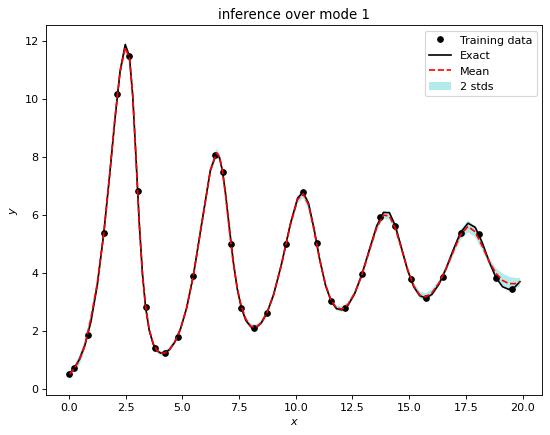 inference over mode 1
Training data
Exact
Mean
2 stds
y
12
10
8
6
4
2
0
0.0 2.5 5.0 7.5 10.0 12.5 15.0 17.5 20.0
x